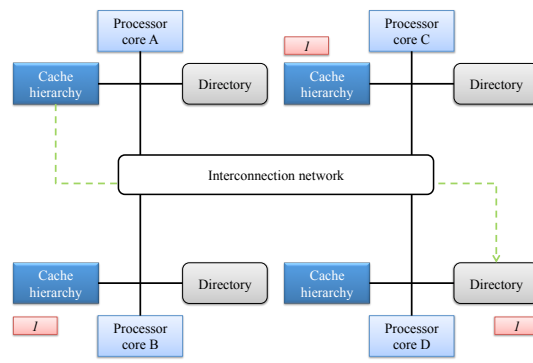 Processor
core A
Processor
core C
I
Cache
hierarchy
Directory
Cache
hierarchy
Directory
Interconnection network
Cache
hierarchy
Directory
Cache
hierarchy
Directory
I
Processor
core B
Processor
core D
I